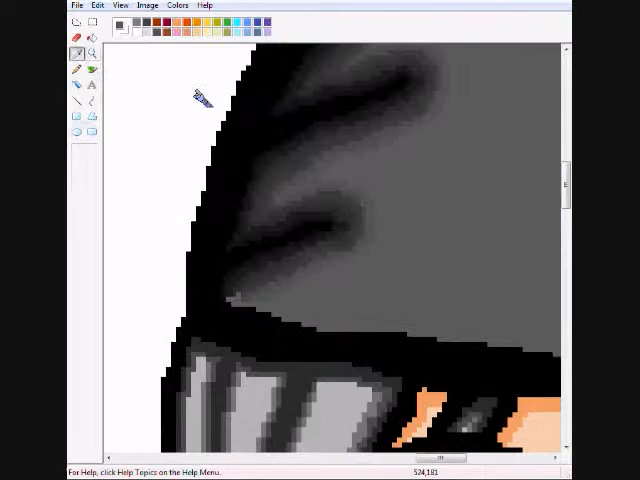 File Edit View Image Colors Help
A
For Help, click Help Topics on the Help Menu.
524,181